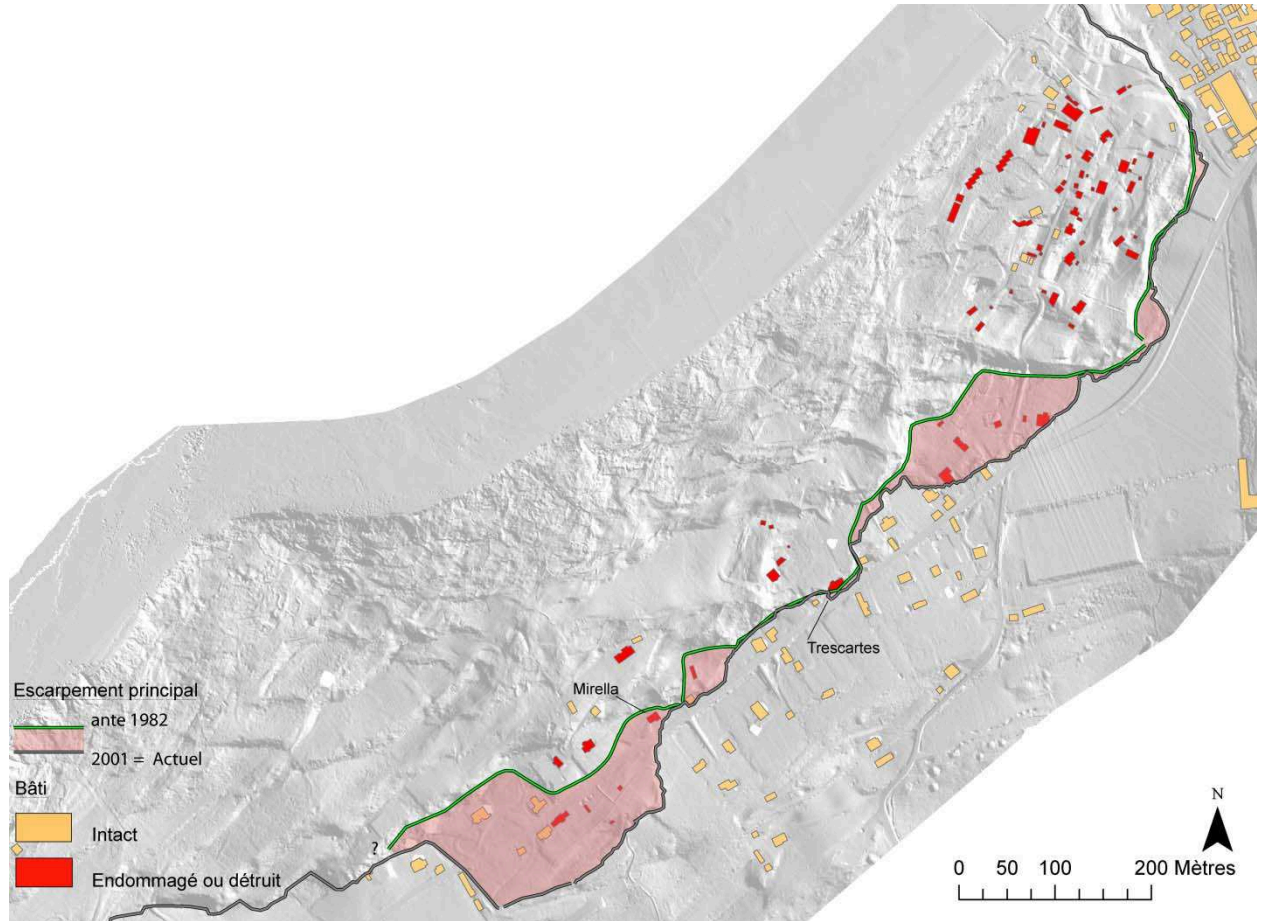 Trescartes
Mirella
?
Escarpement principal
ante 1982
2001 = Actuel
Bâti
Intact
Endommagé ou détruit
N
0 50 100 200 Mètres